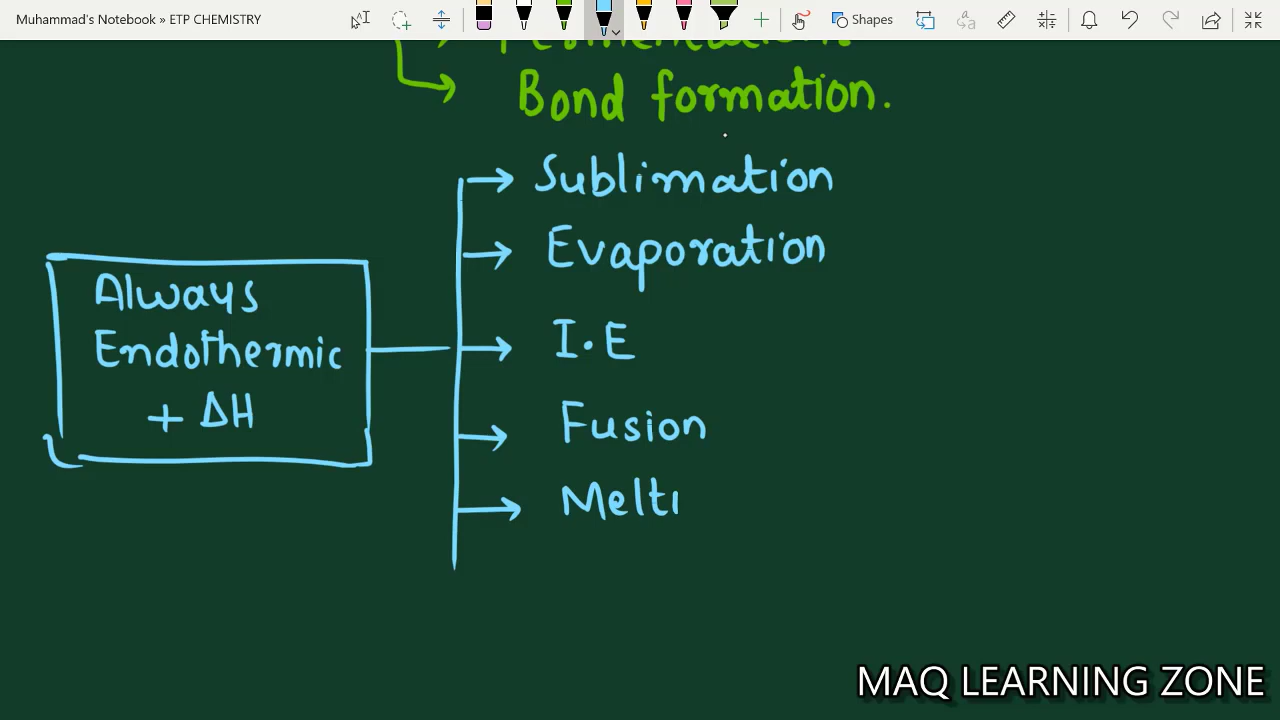 Muhammad's Notebook » ETP CHEMISTRY
Shapes
Bond formation.
Sublimation
Evaporation
Always
Endothermic
+ ΔH
I.E
Fusion
Melti
MAQ LEARNING ZONE